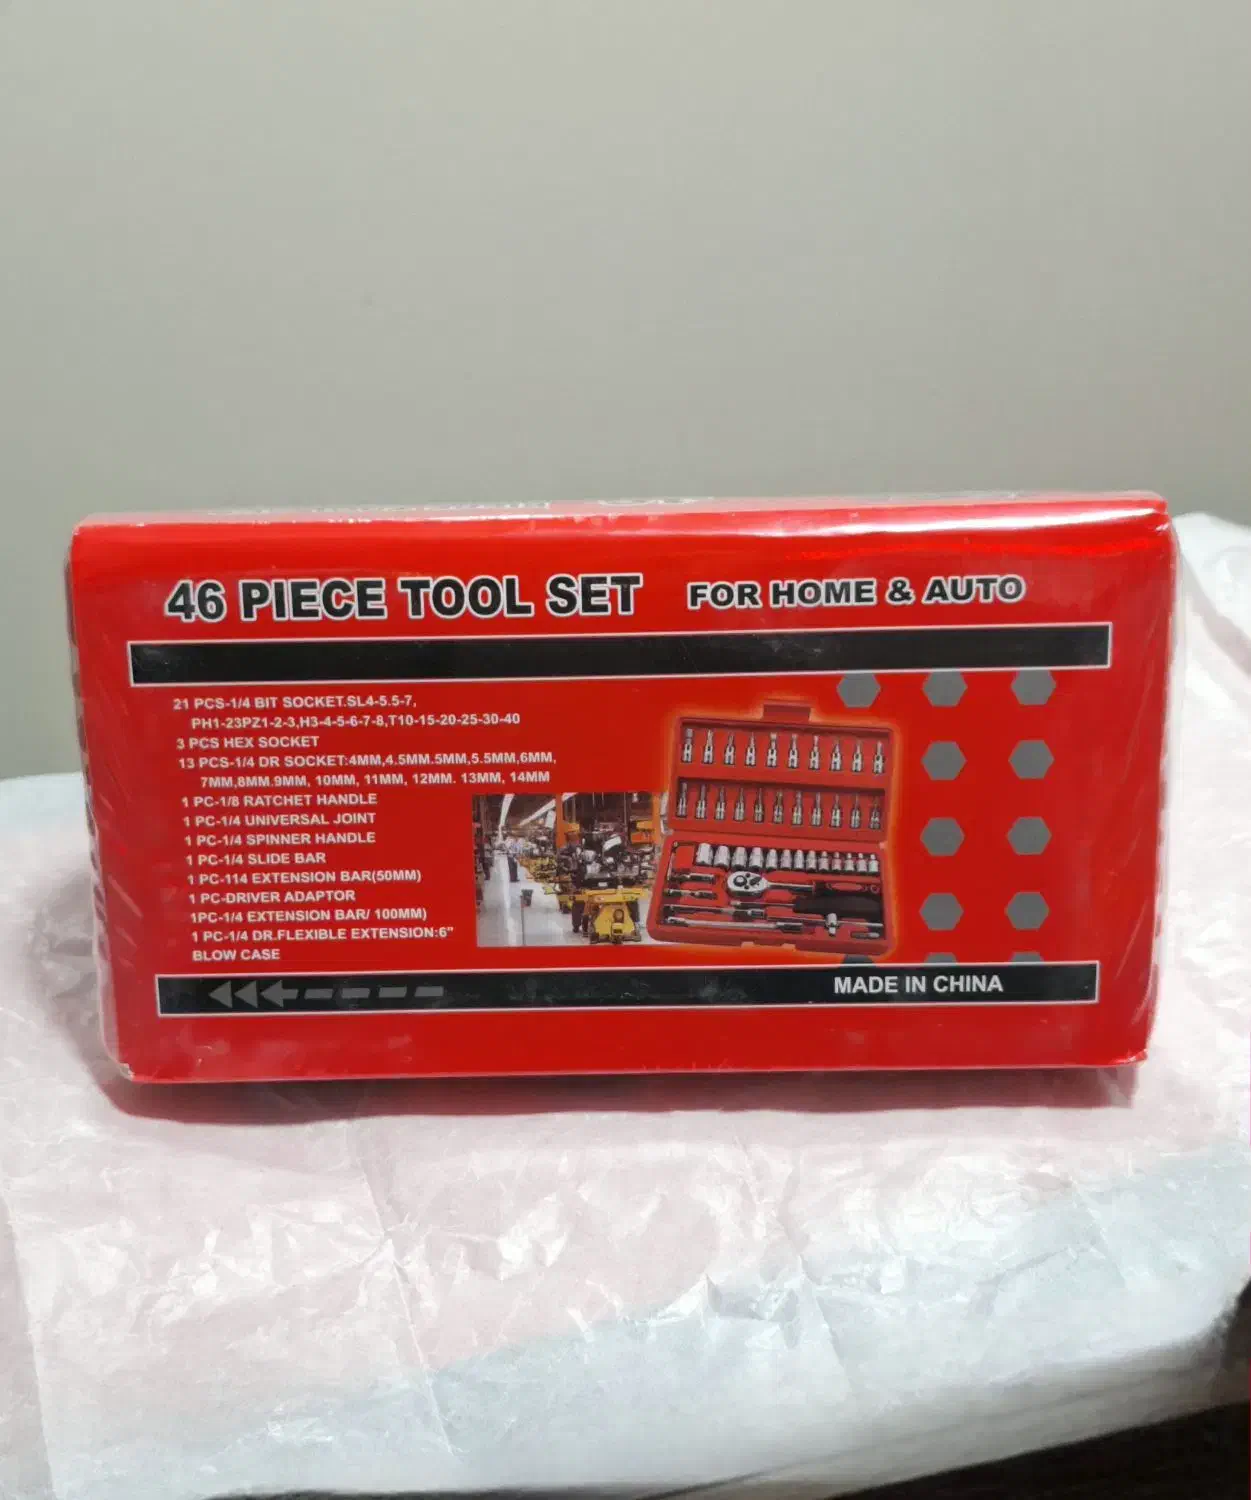 46 PIECE TOOL SET FOR HOME & AUTO
21 PCS-1/4 BIT SOCKET.SL4-5.5-7,
PH1-23PZ1-2-3,H3-4-5-6-7-8,T10-15-20-25-30-40
3 PCS HEX SOCKET
13 PCS-1/4 DR SOCKET:4MM,4.5MM.5MM,5.5MM,6MM,
7MM,8MM.9MM, 10MM, 11MM, 12MM. 13MM, 14MM
1 PC-1/8 RATCHET HANDLE
1 PC-1/4 UNIVERSAL JOINT
1 PC-1/4 SPINNER HANDLE
1 PC-1/4 SLIDE BAR
1 PC-114 EXTENSION BAR(50MM)
1 PC-DRIVER ADAPTOR
1PC-1/4 EXTENSION BAR/ 100MM)
1 PC-1/4 DR.FLEXIBLE EXTENSION:6"
BLOW CASE
MADE IN CHINA